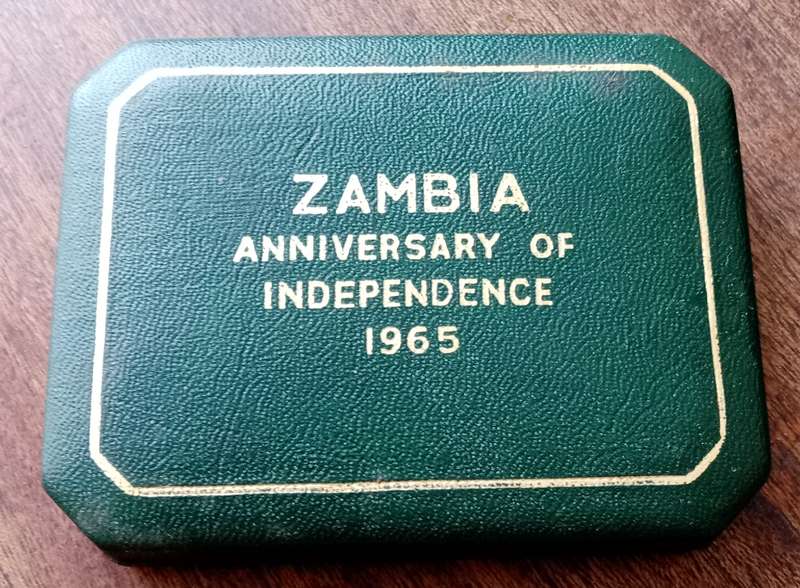 ZAMBIA
ANNIVERSARY OF
INDEPENDENCE
1965